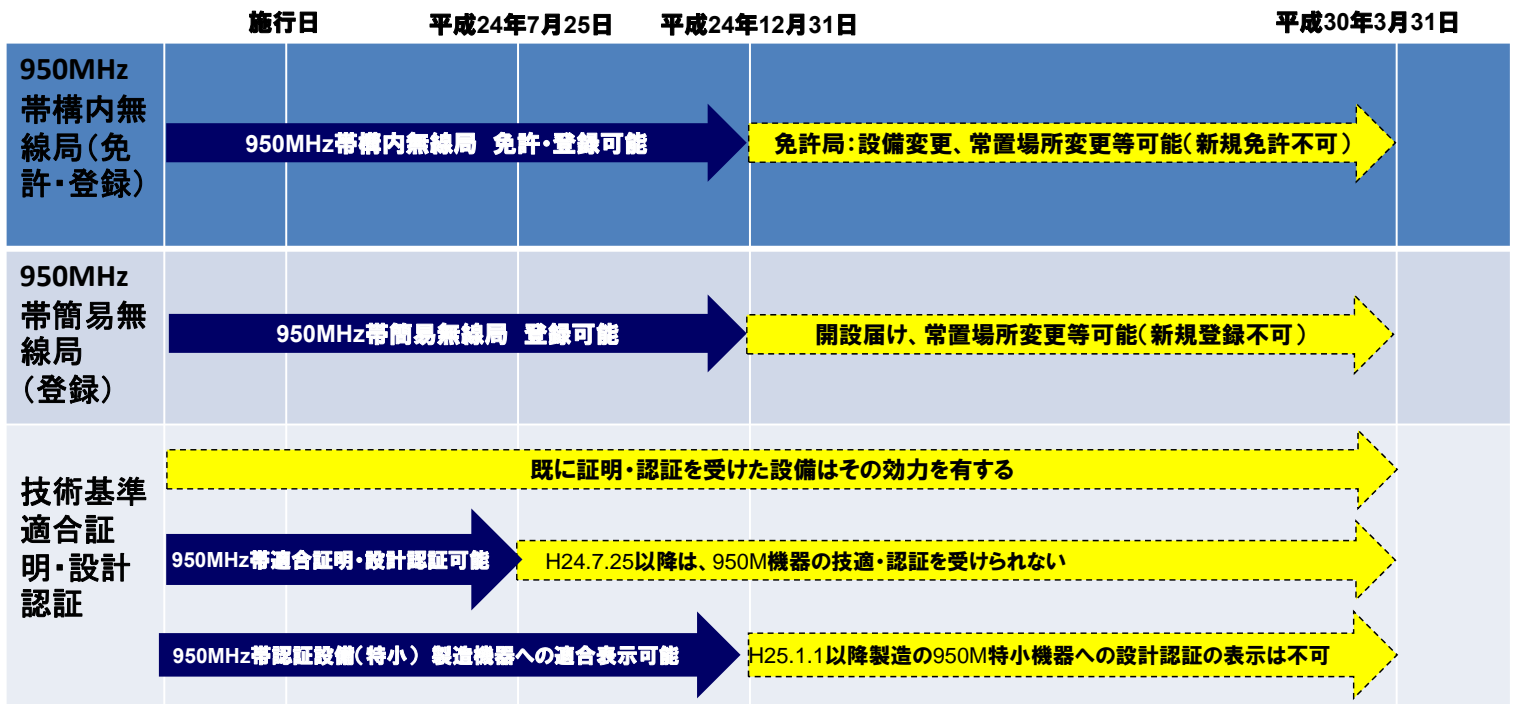 施行日 平成24年7月25日 平成24年12月31日 平成30年3月31日
950MHz
帯構内無
線局(免
許・登録)
950MHz帯構内無線局 免許・登録可能
免許局:設備変更、常置場所変更等可能(新規免許不可)
950MHz
帯簡易無
線局
(登録)
950MHz帯簡易無線局 登録可能
開設届け、常置場所変更等可能(新規登録不可)
技術基準
適合証
明・設計
認証
既に証明・認証を受けた設備はその効力を有する
950MHz帯適合証明・設計認証可能
H24.7.25以降は、950M機器の技適・認証を受けられない
950MHz帯認証設備(特小) 製造機器への適合表示可能
H25.1.1以降製造の950M特小機器への設計認証の表示は不可